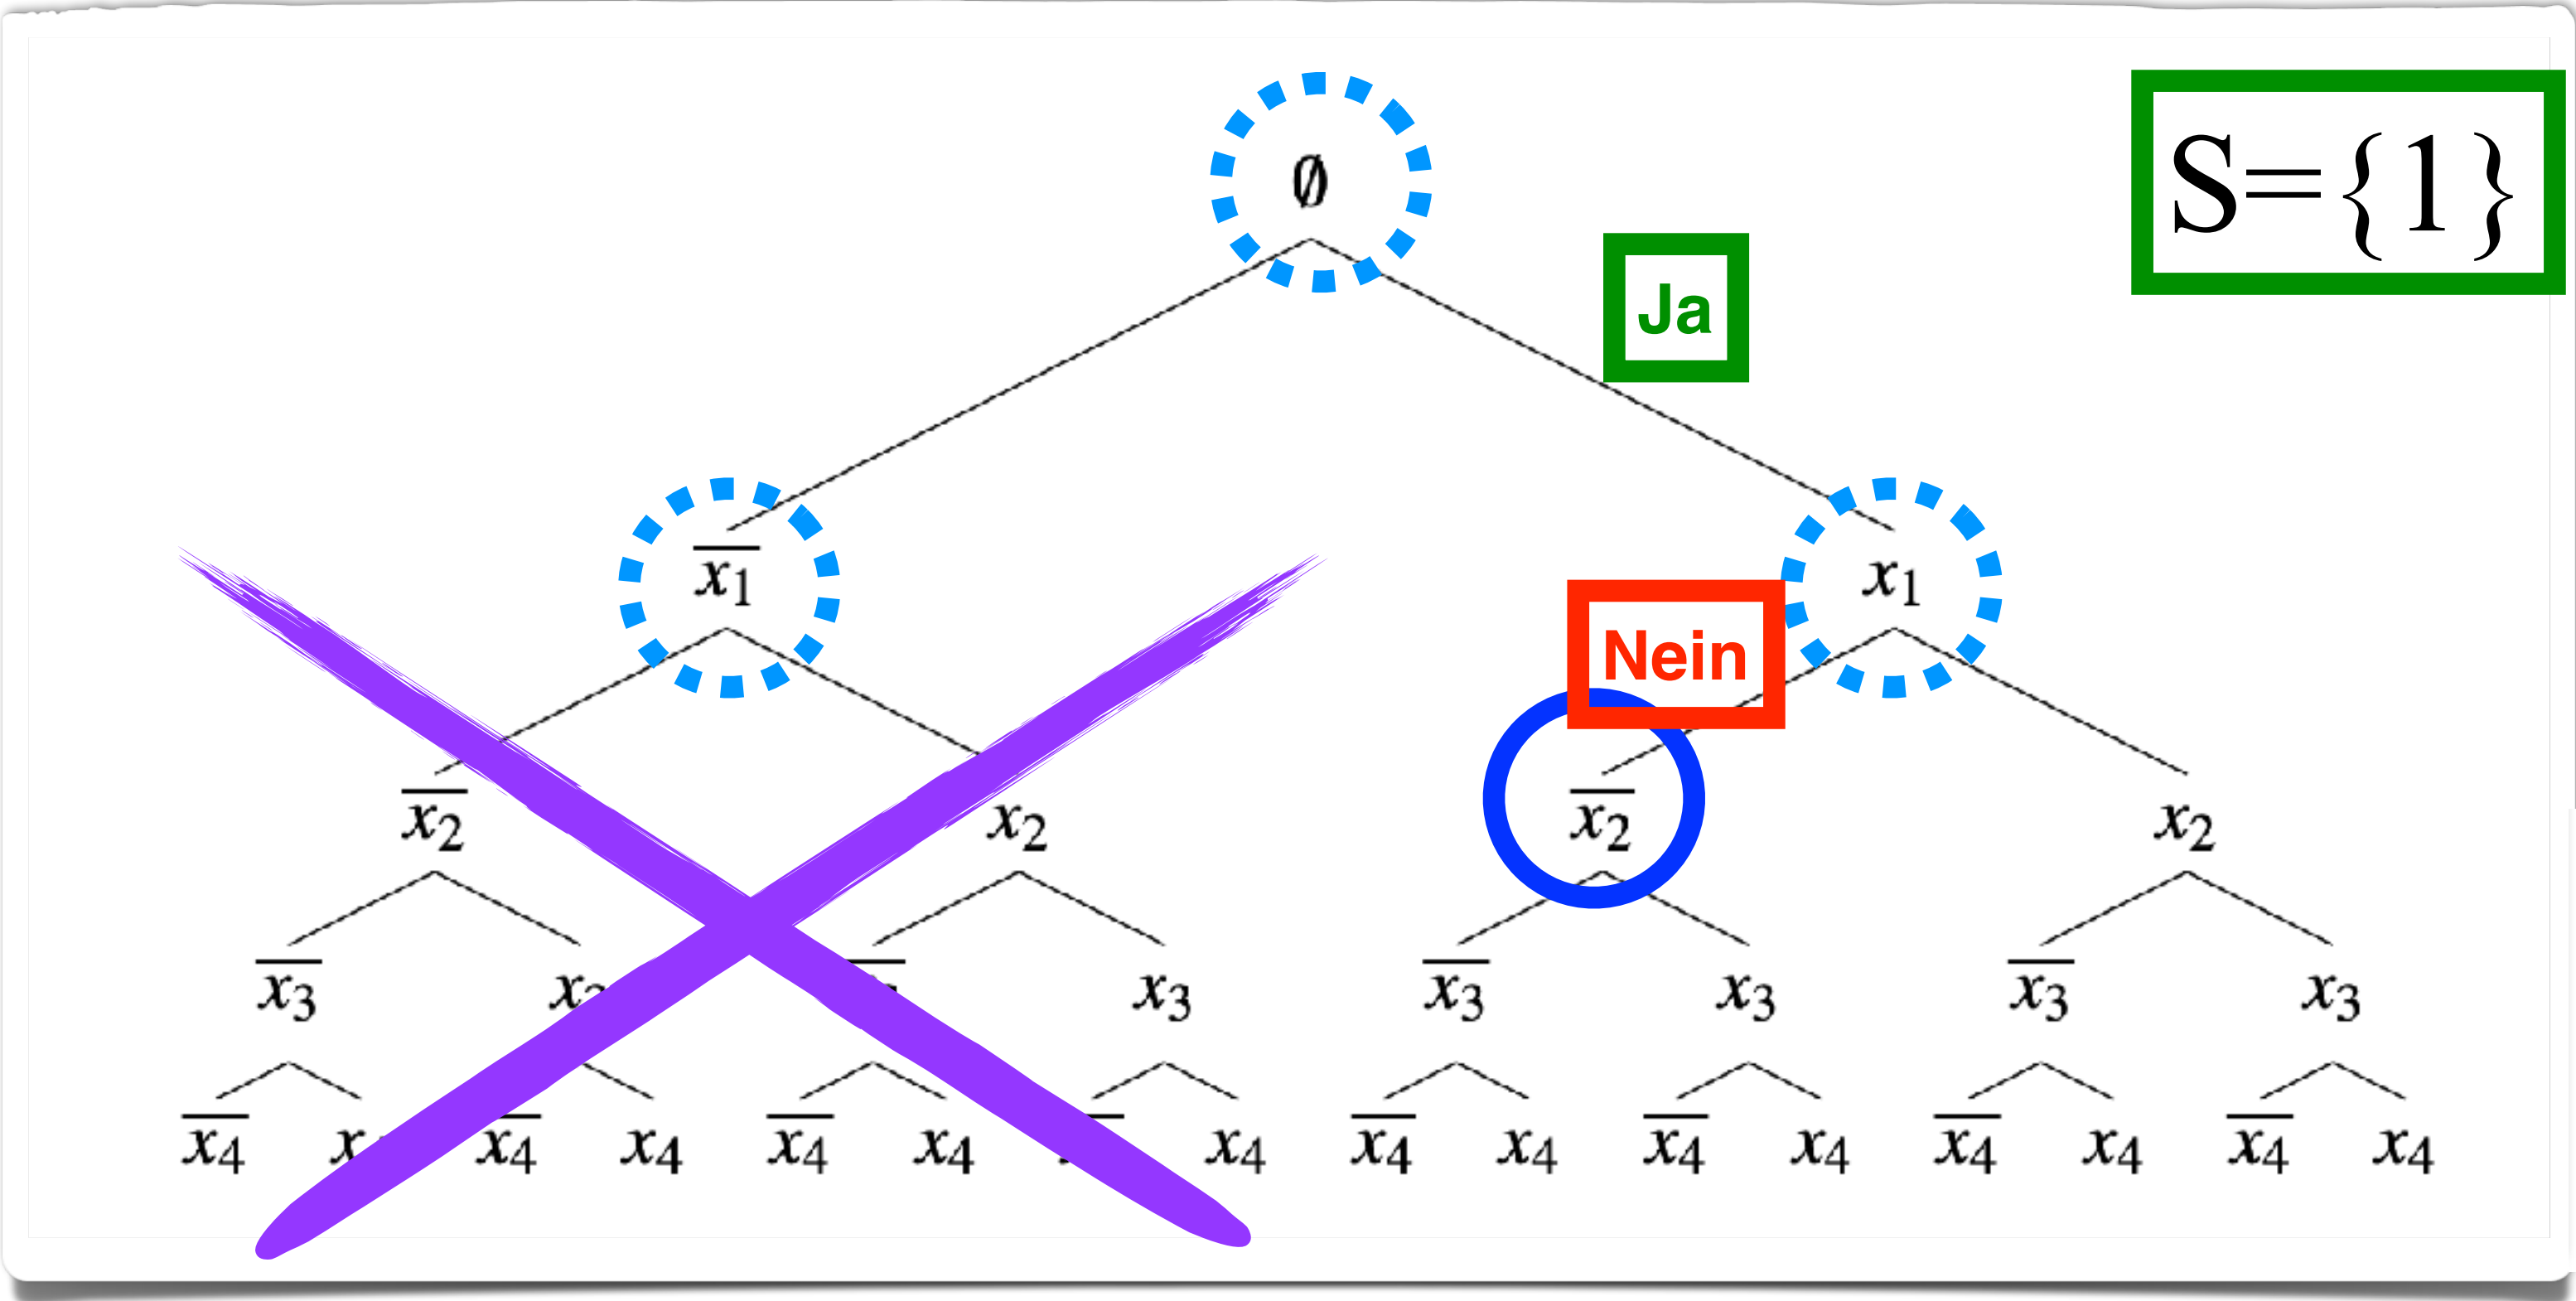 S={1}
∅
Ja
x̅₁ x₁
Nein
x̅₂ x₂ x̅₂ x₂
x̅₃ x₃ x̅₃ x₃ x̅₃ x₃
x̅₄ x̅₄ x₄ x̅₄ x₄ x₄ x̅₄ x₄ x̅₄ x₄ x̅₄ x₄ x̅₄ x₄